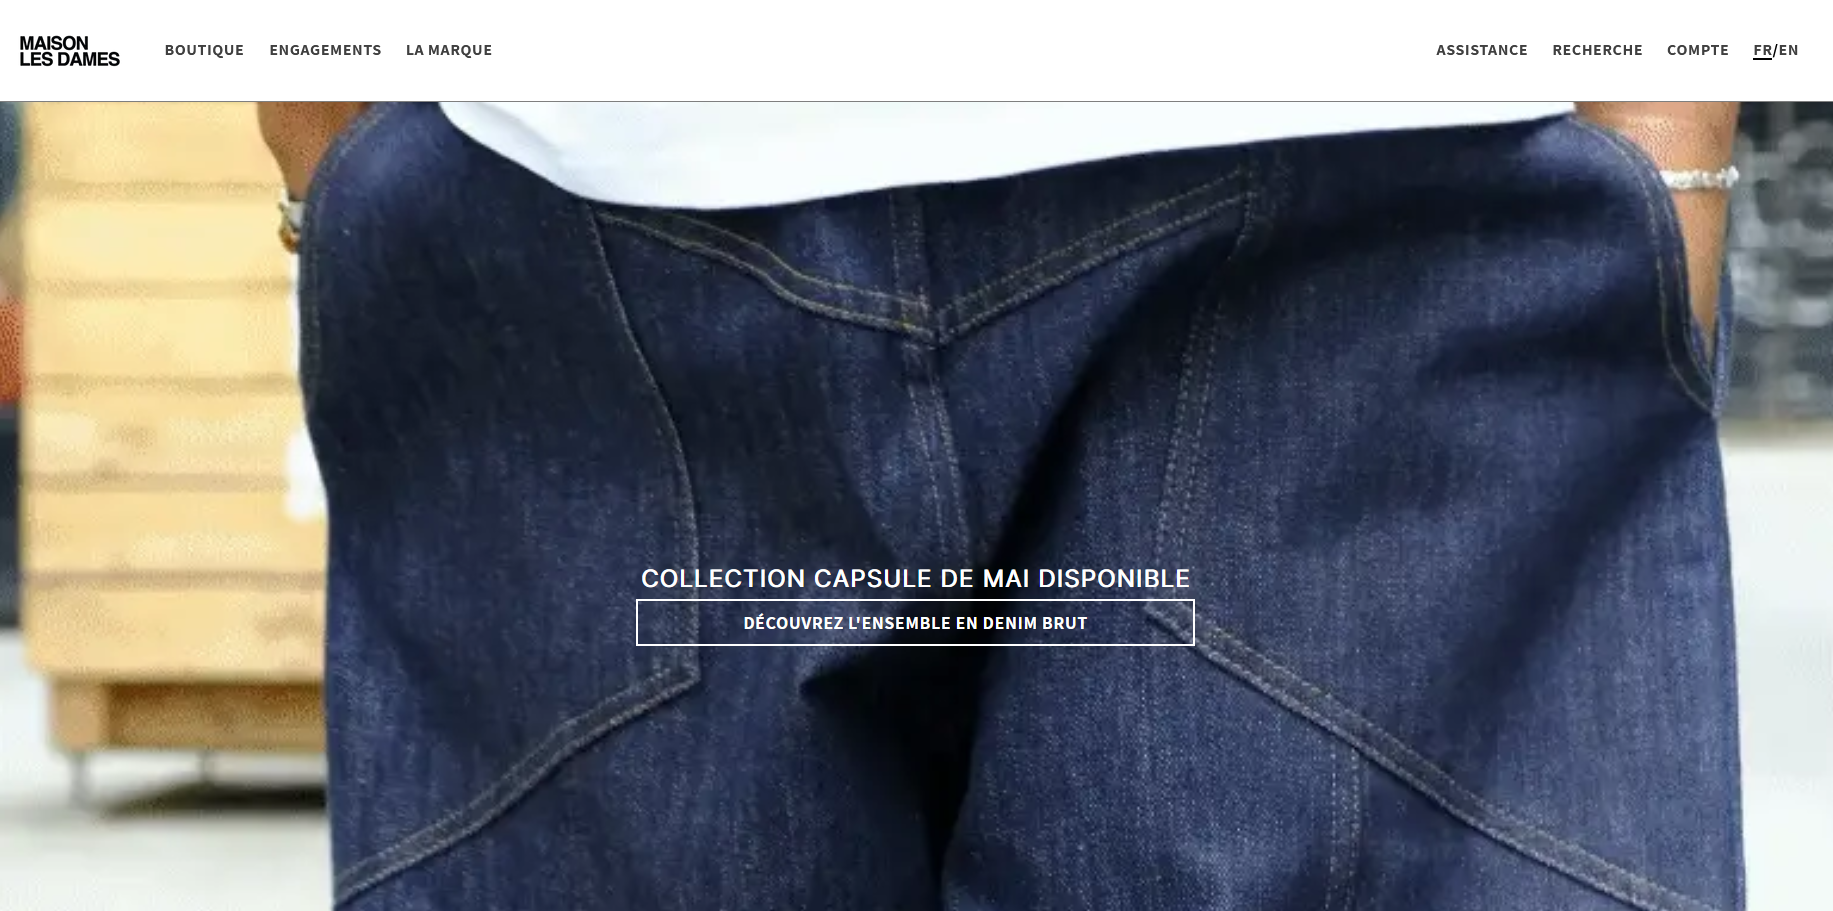 MAISON
LES DAMES
BOUTIQUE
ENGAGEMENTS
LA MARQUE
ASSISTANCE
RECHERCHE
COMPTE
FR/EN
COLLECTION CAPSULE DE MAI DISPONIBLE
DÉCOUVREZ L'ENSEMBLE EN DENIM BRUT